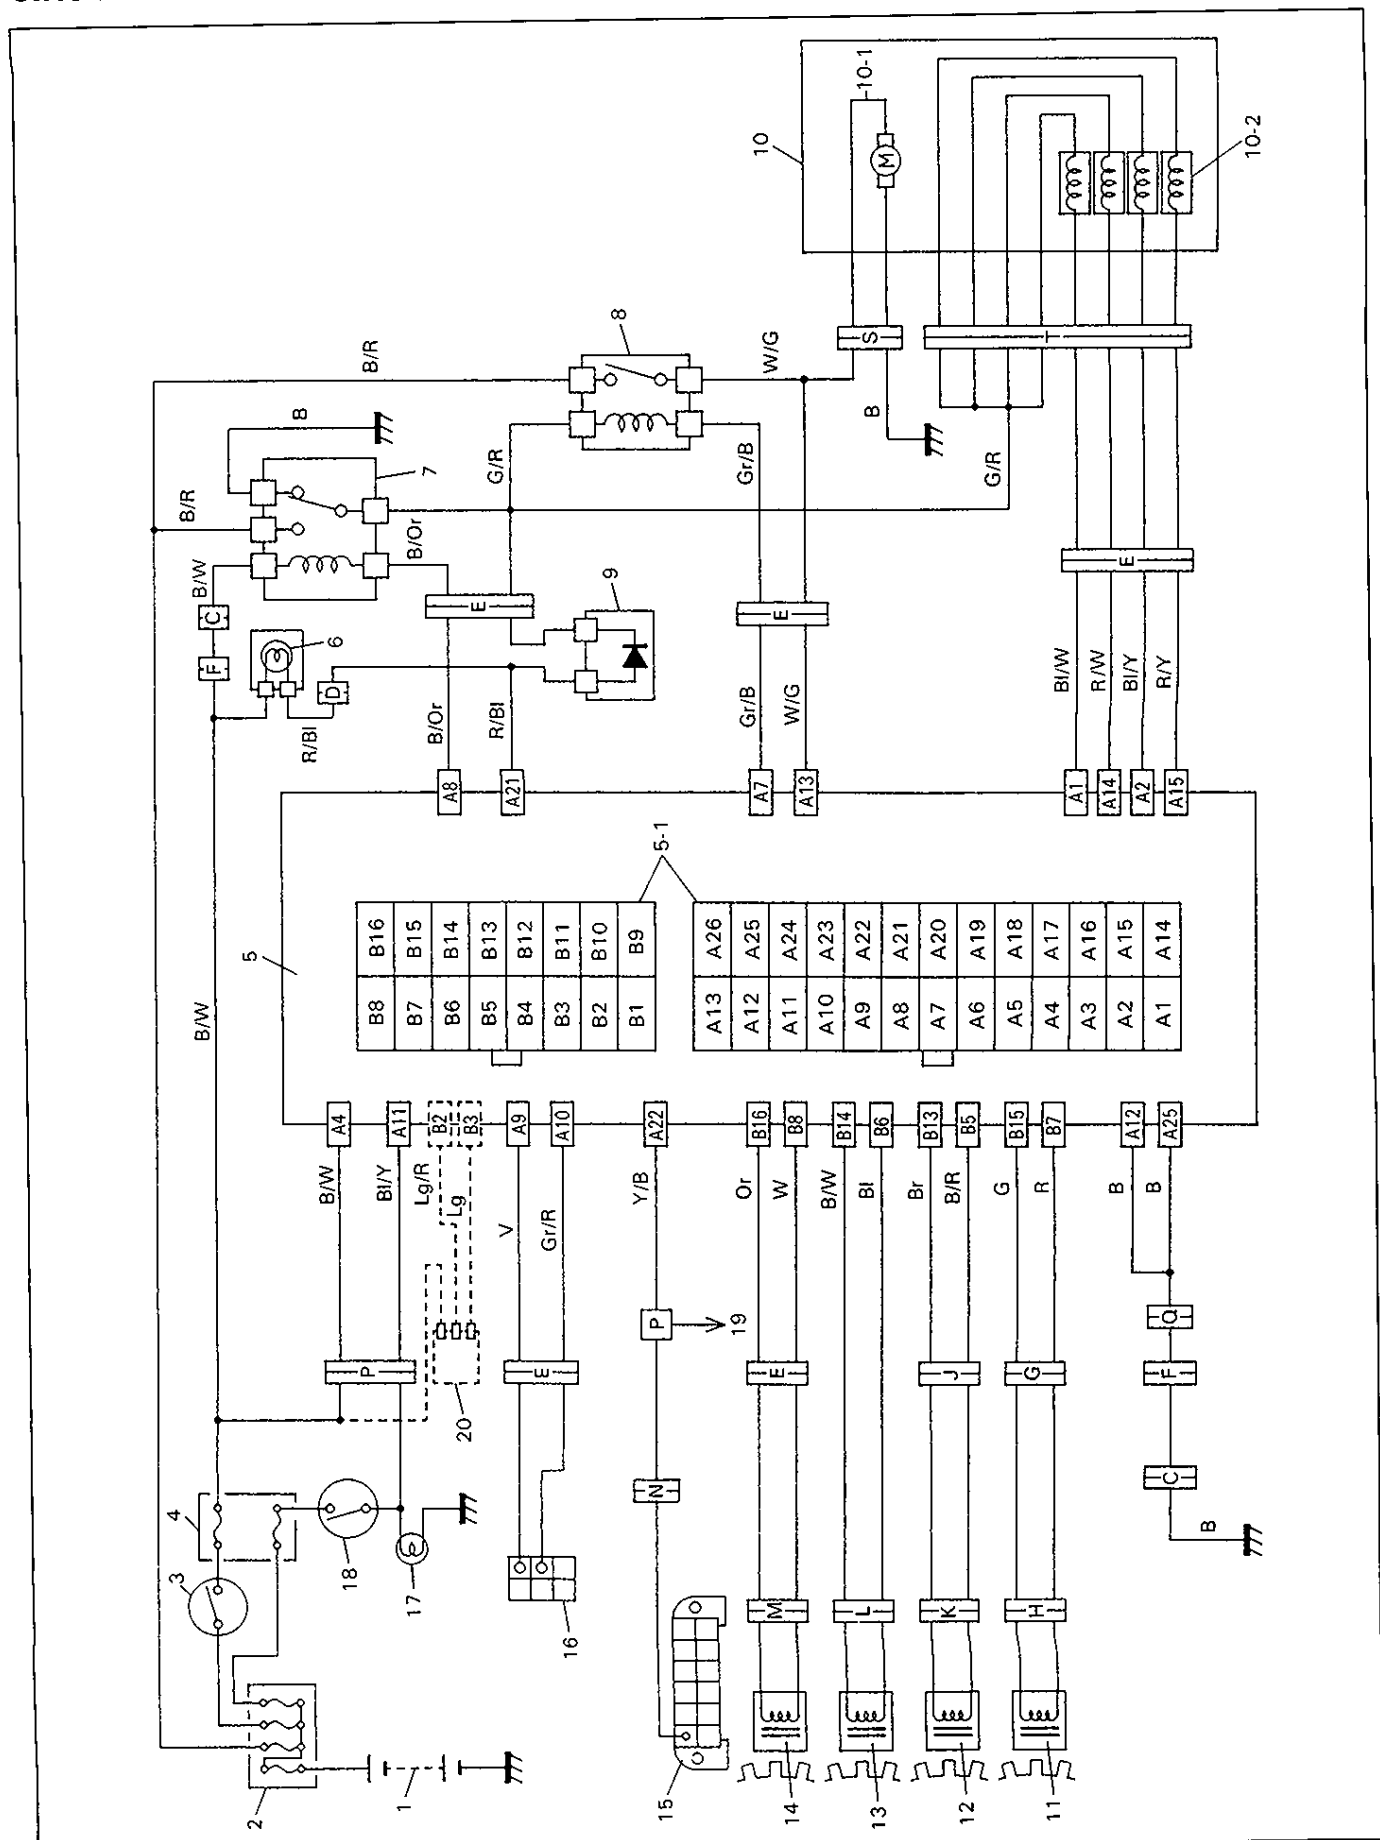 10
10-1
M
10-2
8
B/R
B
7
B/R
B/W
C
F
6
D
R/Bl
B/Or
G/R
E
9
B/Or
R/Bl
W/G
Gr/B
E
Gr/B
W/G
S
B
T
G/R
E
Bl/W
R/W
Bl/Y
R/Y
A8
A21
A7
A13
A1
A14
A2
A15
5
5-1
B/W
B16
B15
B14
B13
B12
B11
B10
B9
B8
B7
B6
B5
B4
B3
B2
B1
A26
A25
A24
A23
A22
A21
A20
A19
A18
A17
A16
A15
A14
A13
A12
A11
A10
A9
A8
A7
A6
A5
A4
A3
A2
A1
A4
A11
B2
B3
A9
A10
A22
B16
B8
B14
B6
B13
B5
B15
B7
A12
A25
B/W
Bl/Y
Lg/R
Lg
V
Gr/R
Y/B
Or
W
B/W
Bl
Br
B/R
G
R
B
B
P
20
E
P
19
E
J
G
Q
F
C
B
N
4
3
18
17
16
M
L
K
H
2
1
15
14
13
12
11